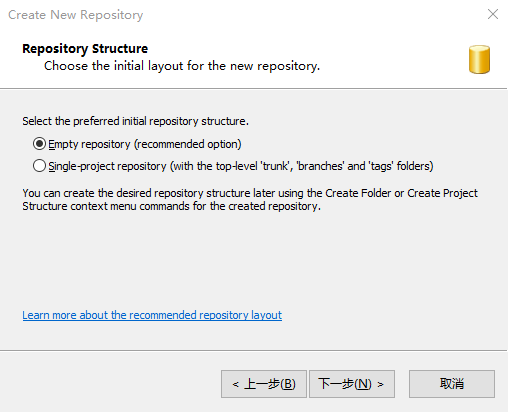 Create New Repository
Repository Structure
Choose the initial layout for the new repository.
Select the preferred initial repository structure.
Empty repository (recommended option)
Single-project repository (with the top-level 'trunk', 'branches' and 'tags' folders)
You can create the desired repository structure later using the Create Folder or Create Project
Structure context menu commands for the created repository.
Learn more about the recommended repository layout
< 上一步(B) 下一步(N) > 取消